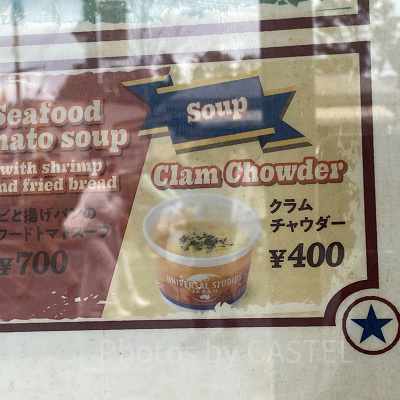 Seafood
mato soup
with shrimp
nd fried bread
ビと揚げパンの
フードトマトスープ
¥700
Soup
Clam Chowder
クラム
チャウダー
¥400
UNIVERSAL STUDIOS
JAPAN
Photos by CASTEL